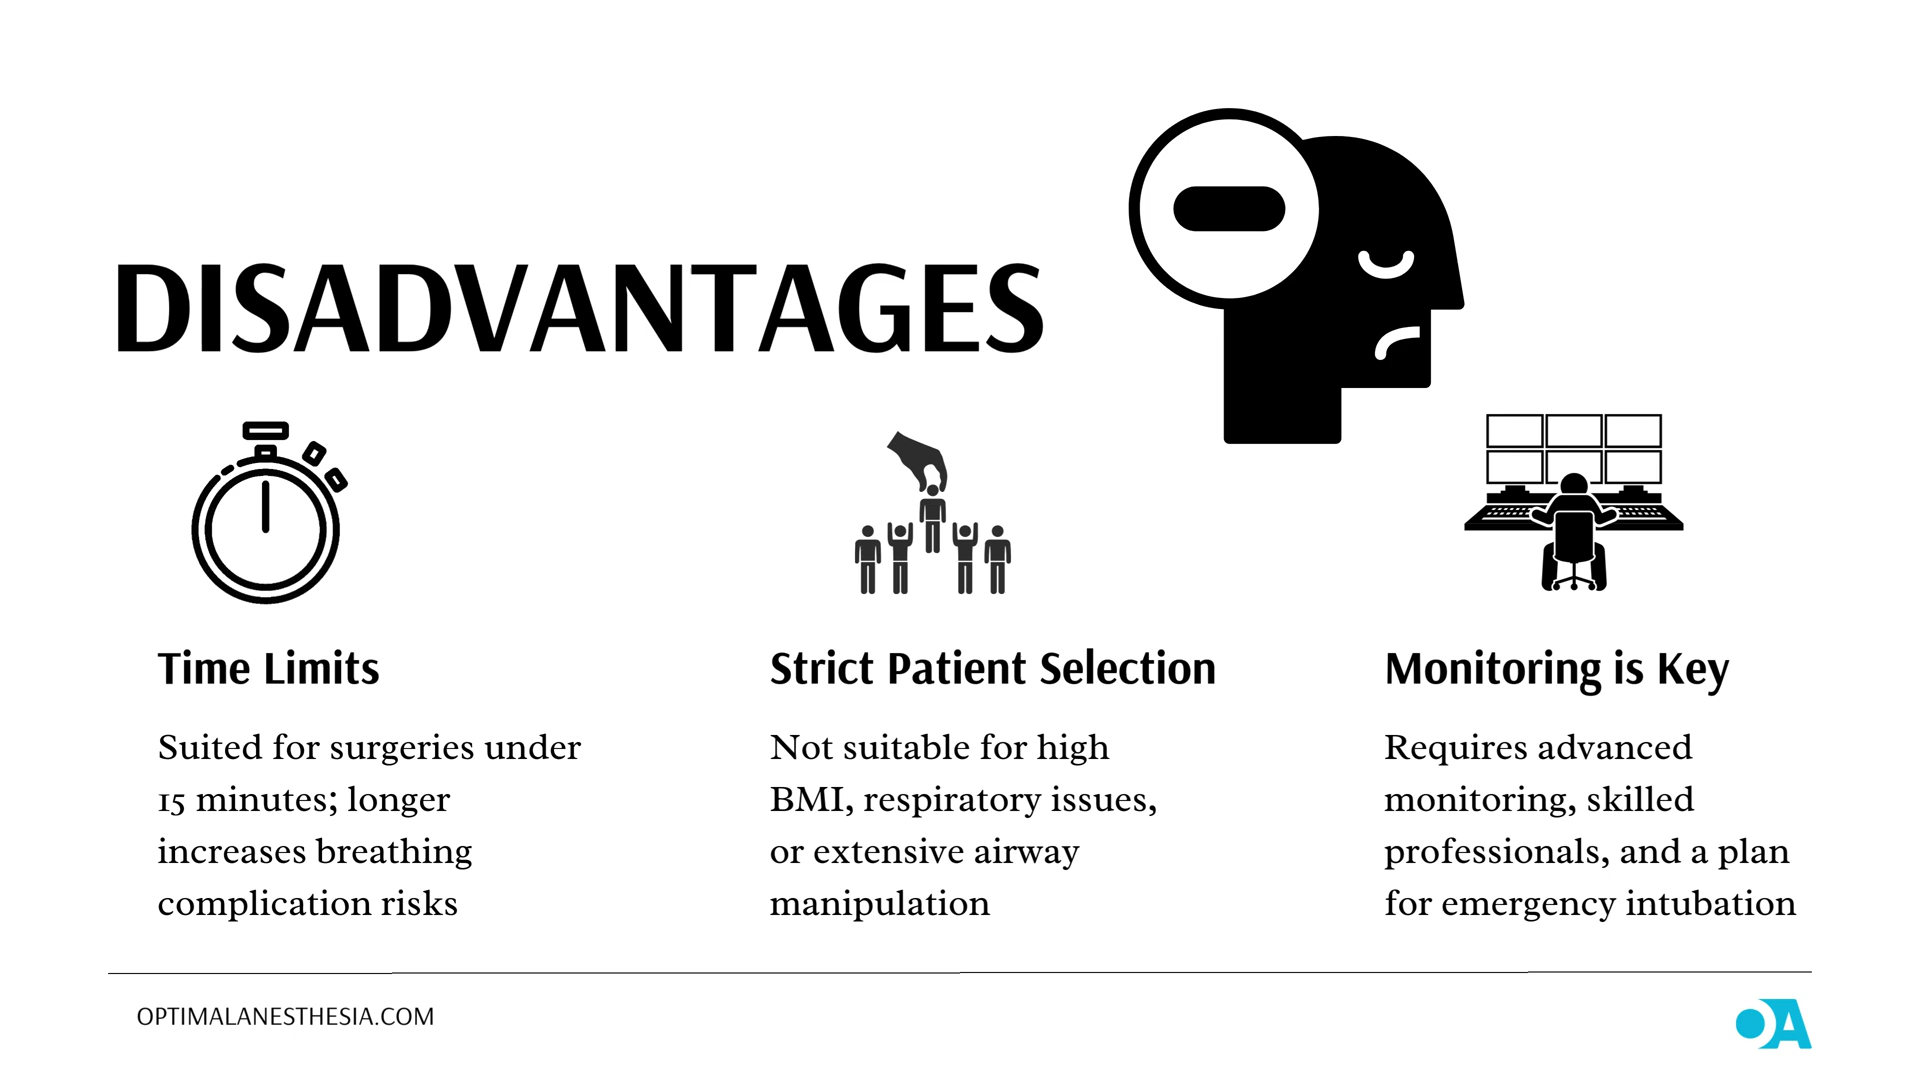 DISADVANTAGES
Time Limits
Suited for surgeries under
15 minutes; longer
increases breathing
complication risks
Strict Patient Selection
Not suitable for high
BMI, respiratory issues,
or extensive airway
manipulation
Monitoring is Key
Requires advanced
monitoring, skilled
professionals, and a plan
for emergency intubation
OPTIMALANESTHESIA.COM
OA